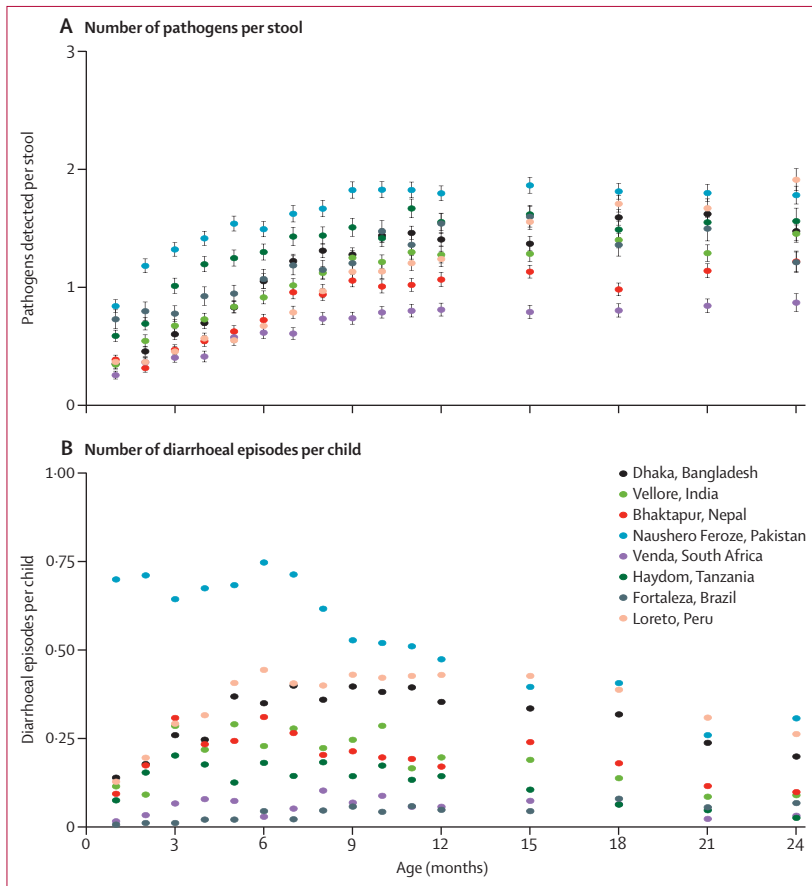 A Number of pathogens per stool
3
2
1
0
Pathogens detected per stool
B Number of diarrhoeal episodes per child
1·00
0·75
0·50
0·25
0
Diarrhoeal episodes per child
Dhaka, Bangladesh
Vellore, India
Bhaktapur, Nepal
Naushero Feroze, Pakistan
Venda, South Africa
Haydom, Tanzania
Fortaleza, Brazil
Loreto, Peru
3 6 9 12 15 18 21 24
Age (months)